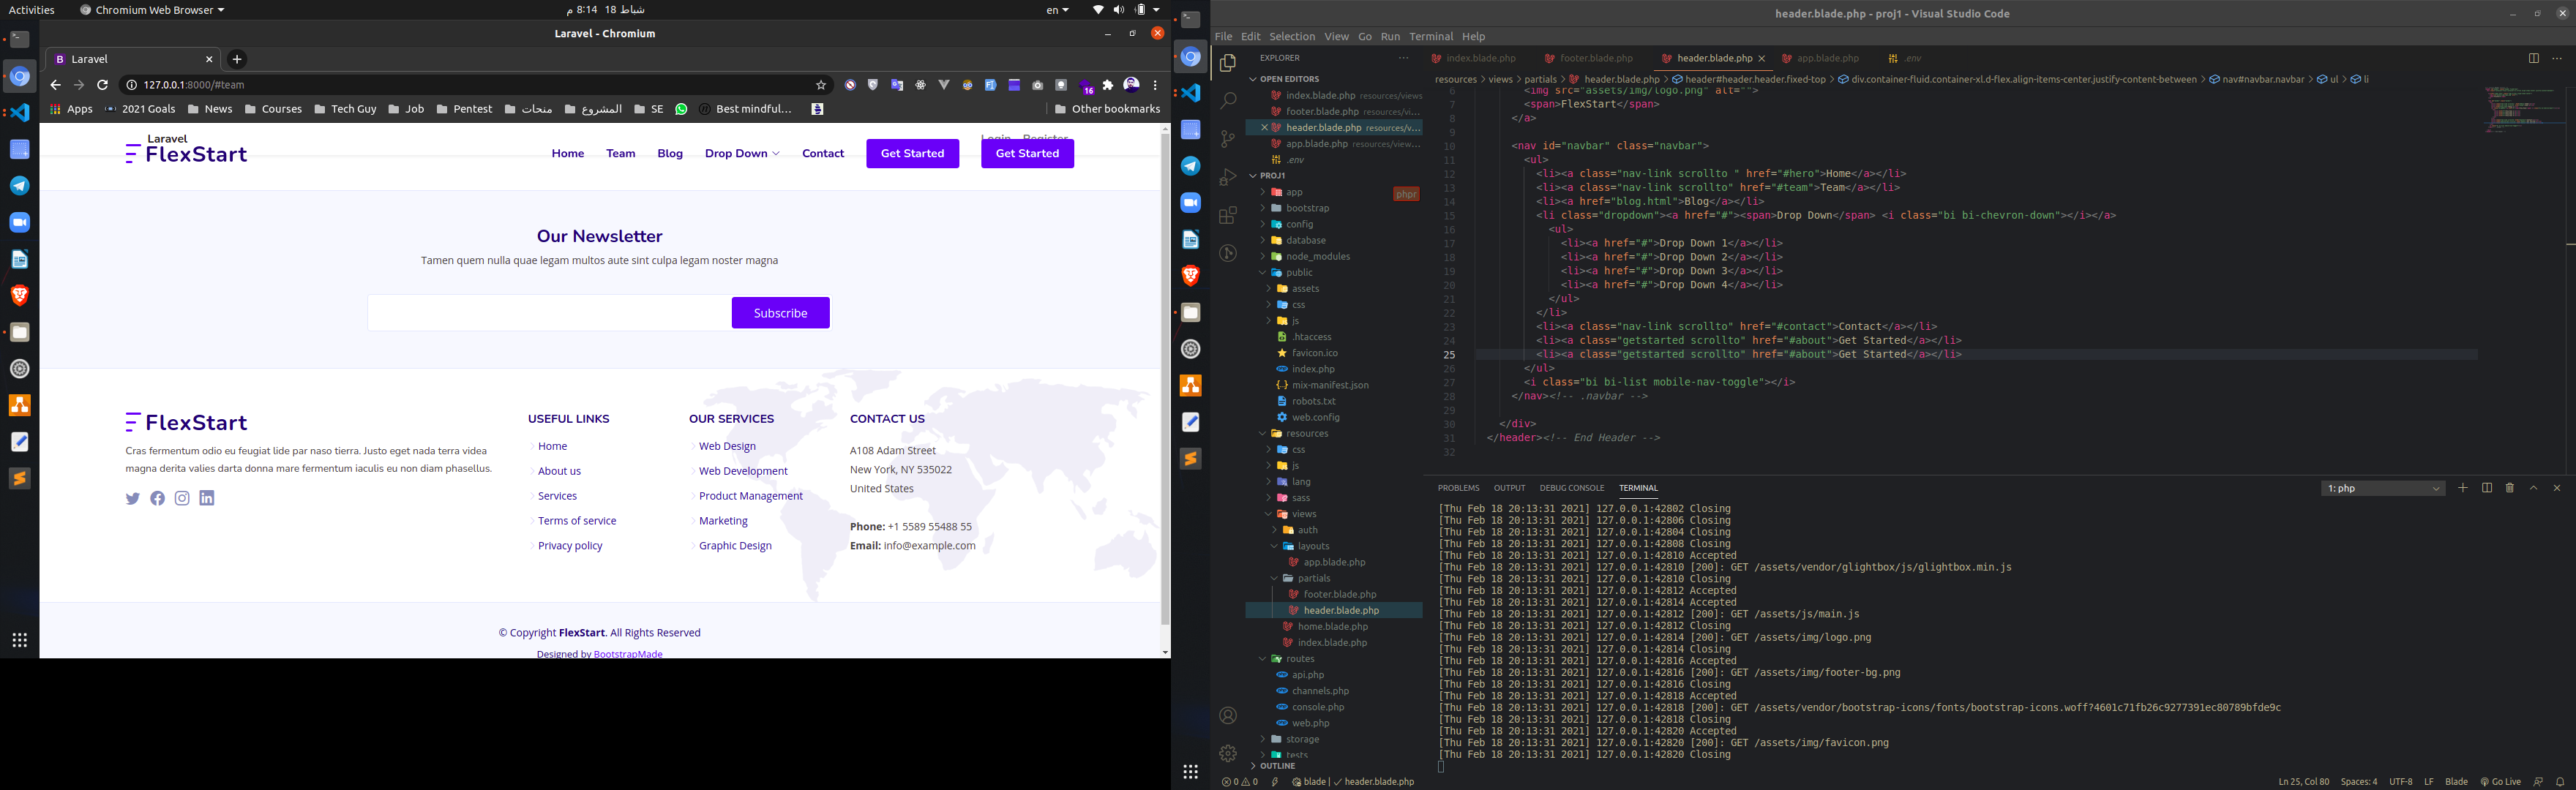 Activities
Chromium Web Browser
8:14 م
شباط 18
en
Laravel - Chromium
Laravel
127.0.0.1:8000/#team
16
Apps
2021 Goals
News
Courses
Tech Guy
Job
Pentest
منحات
المشروع
SE
Best mindful...
Other bookmarks
Laravel
Login Register
FlexStart
Home
Team
Blog
Drop Down
Contact
Get Started
Get Started
Our Newsletter
Tamen quem nulla quae legam multos aute sint culpa legam noster magna
Subscribe
FlexStart
Cras fermentum odio eu feugiat lide par naso tierra. Justo eget nada terra videa
magna derita valies darta donna mare fermentum iaculis eu non diam phasellus.
USEFUL LINKS
Home
About us
Services
Terms of service
Privacy policy
OUR SERVICES
Web Design
Web Development
Product Management
Marketing
Graphic Design
CONTACT US
A108 Adam Street
New York, NY 535022
United States
Phone: +1 5589 55488 55
Email: info@example.com
© Copyright FlexStart. All Rights Reserved
Designed by BootstrapMade
header.blade.php - proj1 - Visual Studio Code
File Edit Selection View Go Run Terminal Help
EXPLORER
OPEN EDITORS
index.blade.php resources/views
footer.blade.php resources/vi...
header.blade.php resources/v...
app.blade.php resources/view...
.env
PROJ1
app
phpr
bootstrap
config
database
node_modules
public
assets
css
js
.htaccess
favicon.ico
index.php
mix-manifest.json
robots.txt
web.config
resources
css
js
lang
sass
views
auth
layouts
app.blade.php
partials
footer.blade.php
header.blade.php
home.blade.php
index.blade.php
routes
api.php
channels.php
console.php
web.php
storage
tests
OUTLINE
index.blade.php
footer.blade.php
header.blade.php
app.blade.php
.env
resources > views > partials > header.blade.php > header#header.header.fixed-top > div.container-fluid.container-xl.d-flex.align-items-center.justify-content-between > nav#navbar.navbar > ul > li
6 <img src="assets/img/logo.png" alt="">
7 <span>FlexStart</span>
8 </a>
9
10 <nav id="navbar" class="navbar">
11 <ul>
12 <li><a class="nav-link scrollto " href="#hero">Home</a></li>
13 <li><a class="nav-link scrollto" href="#team">Team</a></li>
14 <li><a href="blog.html">Blog</a></li>
15 <li class="dropdown"><a href="#"><span>Drop Down</span> <i class="bi bi-chevron-down"></i></a>
16 <ul>
17 <li><a href="#">Drop Down 1</a></li>
18 <li><a href="#">Drop Down 2</a></li>
19 <li><a href="#">Drop Down 3</a></li>
20 <li><a href="#">Drop Down 4</a></li>
21 </ul>
22 </li>
23 <li><a class="nav-link scrollto" href="#contact">Contact</a></li>
24 <li><a class="getstarted scrollto" href="#about">Get Started</a></li>
25 <li><a class="getstarted scrollto" href="#about">Get Started</a></li>
26 </ul>
27 <i class="bi bi-list mobile-nav-toggle"></i>
28 </nav><!-- .navbar -->
29
30 </div>
31 </header><!-- End Header -->
32
PROBLEMS OUTPUT DEBUG CONSOLE TERMINAL
1: php
[Thu Feb 18 20:13:31 2021] 127.0.0.1:42802 Closing
[Thu Feb 18 20:13:31 2021] 127.0.0.1:42806 Closing
[Thu Feb 18 20:13:31 2021] 127.0.0.1:42804 Closing
[Thu Feb 18 20:13:31 2021] 127.0.0.1:42808 Closing
[Thu Feb 18 20:13:31 2021] 127.0.0.1:42810 Accepted
[Thu Feb 18 20:13:31 2021] 127.0.0.1:42810 [200]: GET /assets/vendor/glightbox/js/glightbox.min.js
[Thu Feb 18 20:13:31 2021] 127.0.0.1:42810 Closing
[Thu Feb 18 20:13:31 2021] 127.0.0.1:42812 Accepted
[Thu Feb 18 20:13:31 2021] 127.0.0.1:42814 Accepted
[Thu Feb 18 20:13:31 2021] 127.0.0.1:42812 [200]: GET /assets/js/main.js
[Thu Feb 18 20:13:31 2021] 127.0.0.1:42812 Closing
[Thu Feb 18 20:13:31 2021] 127.0.0.1:42814 [200]: GET /assets/img/logo.png
[Thu Feb 18 20:13:31 2021] 127.0.0.1:42814 Closing
[Thu Feb 18 20:13:31 2021] 127.0.0.1:42816 Accepted
[Thu Feb 18 20:13:31 2021] 127.0.0.1:42816 [200]: GET /assets/img/footer-bg.png
[Thu Feb 18 20:13:31 2021] 127.0.0.1:42816 Closing
[Thu Feb 18 20:13:31 2021] 127.0.0.1:42818 Accepted
[Thu Feb 18 20:13:31 2021] 127.0.0.1:42818 [200]: GET /assets/vendor/bootstrap-icons/fonts/bootstrap-icons.woff?4601c71fb26c9277391ec80789bfde9c
[Thu Feb 18 20:13:31 2021] 127.0.0.1:42818 Closing
[Thu Feb 18 20:13:31 2021] 127.0.0.1:42820 Accepted
[Thu Feb 18 20:13:31 2021] 127.0.0.1:42820 [200]: GET /assets/img/favicon.png
[Thu Feb 18 20:13:31 2021] 127.0.0.1:42820 Closing
0 0 blade header.blade.php
Ln 25, Col 80 Spaces: 4 UTF-8 LF Blade Go Live